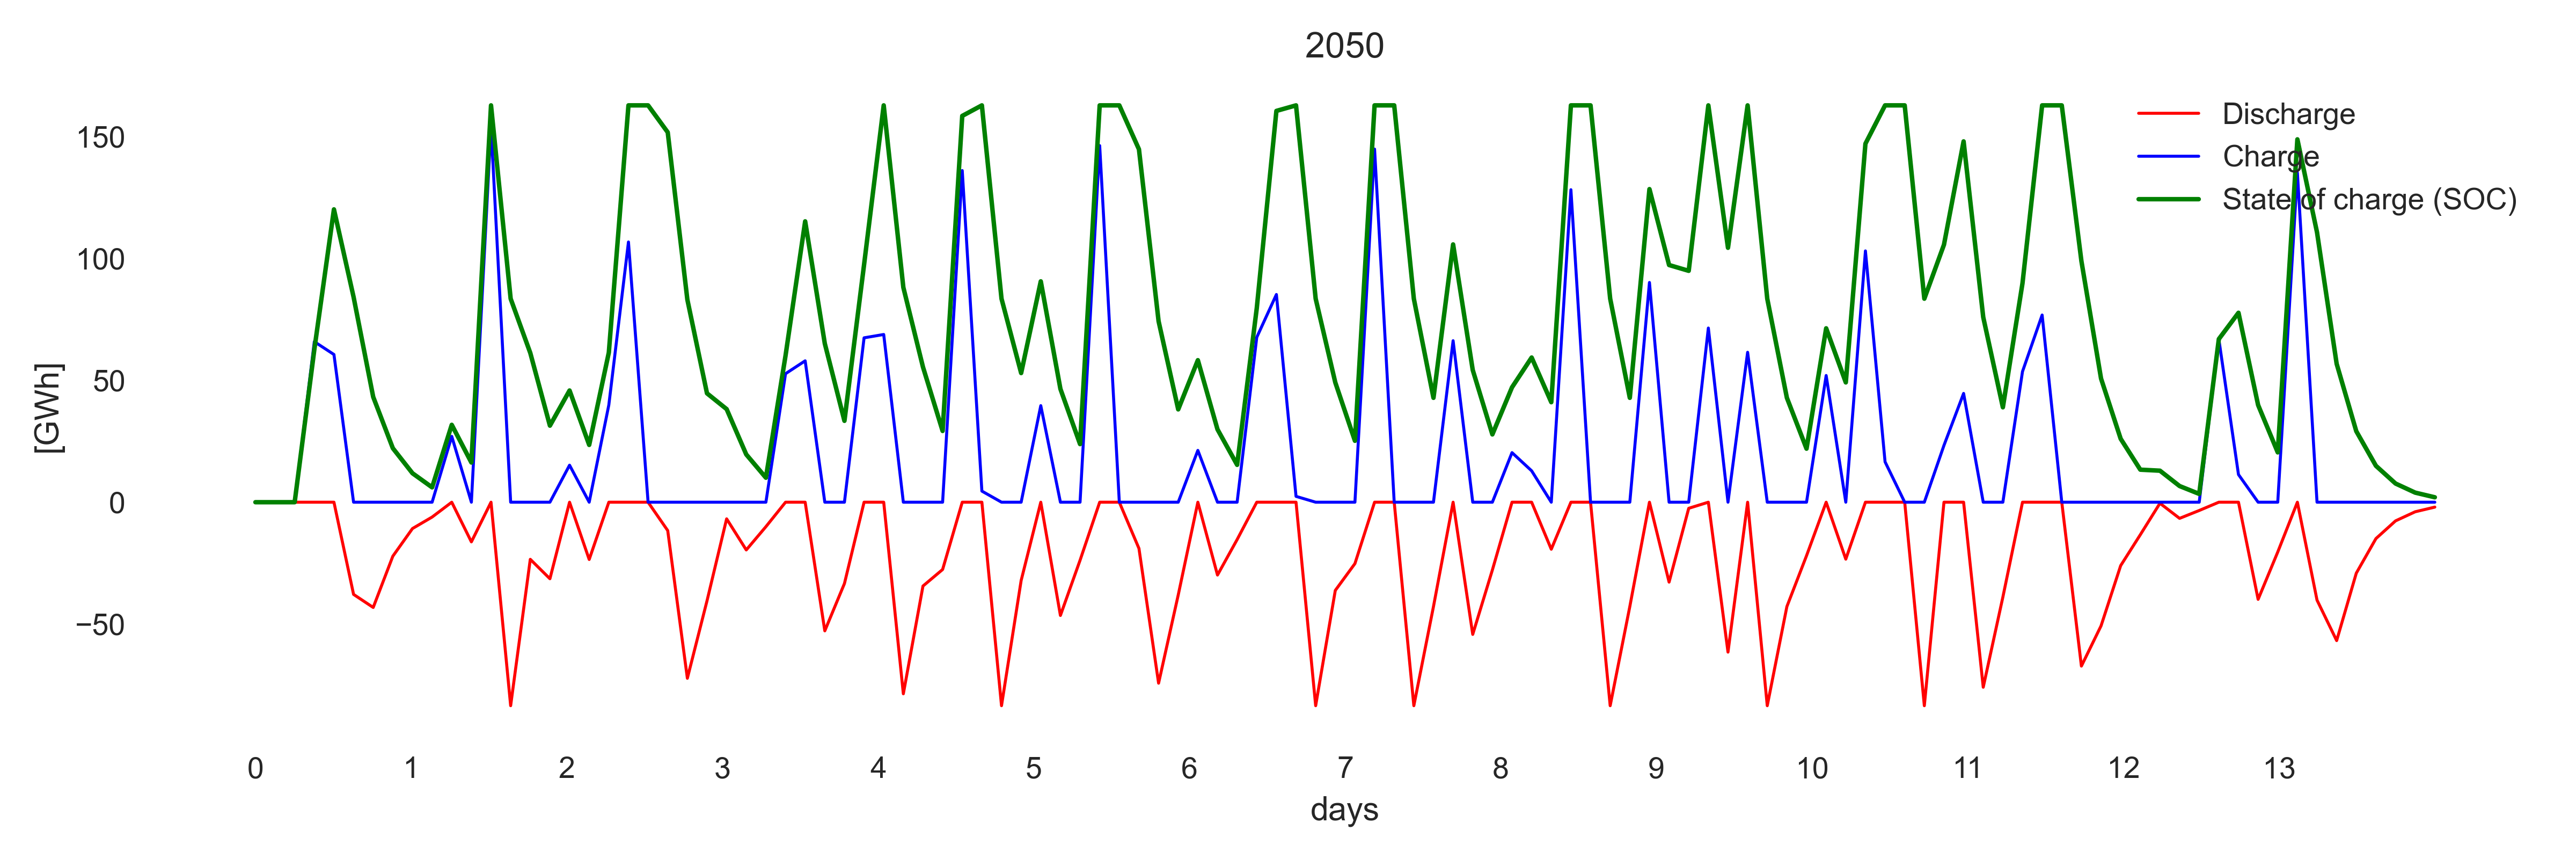 2050
150
100
50
0
−50
[GWh]
Discharge
Charge
State of charge (SOC)
0 1 2 3 4 5 6 7 8 9 10 11 12 13
days